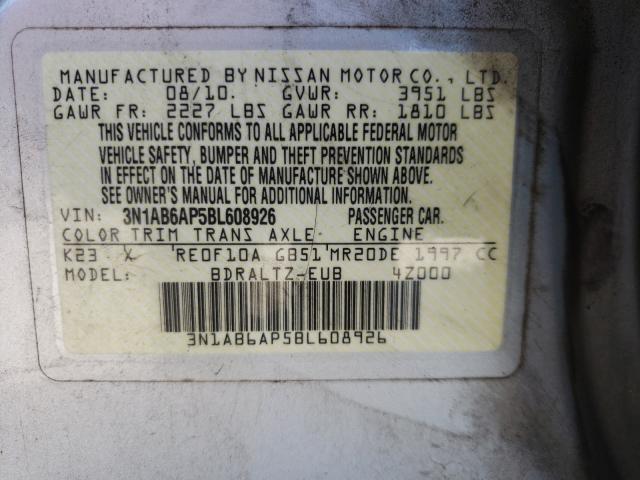 MANUFACTURED BY NISSAN MOTOR CO., LTD.
DATE: 08/10. GVWR: 3951 LBS
GAWR FR: 2227 LBS GAWR RR: 1810 LBS
THIS VEHICLE CONFORMS TO ALL APPLICABLE FEDERAL MOTOR
VEHICLE SAFETY, BUMPER AND THEFT PREVENTION STANDARDS
IN EFFECT ON THE DATE OF MANUFACTURE SHOWN ABOVE.
SEE OWNER'S MANUAL FOR ADDITIONAL INFORMATION.
VIN: 3N1AB6AP5BL608926 PASSENGER CAR.
COLOR TRIM TRANS AXLE ENGINE
K23 X RE0F10A GB51 MR20DE 1997 CC
MODEL: BDRALTZ-EUB 4Z000
3N1AB6AP5BL608926